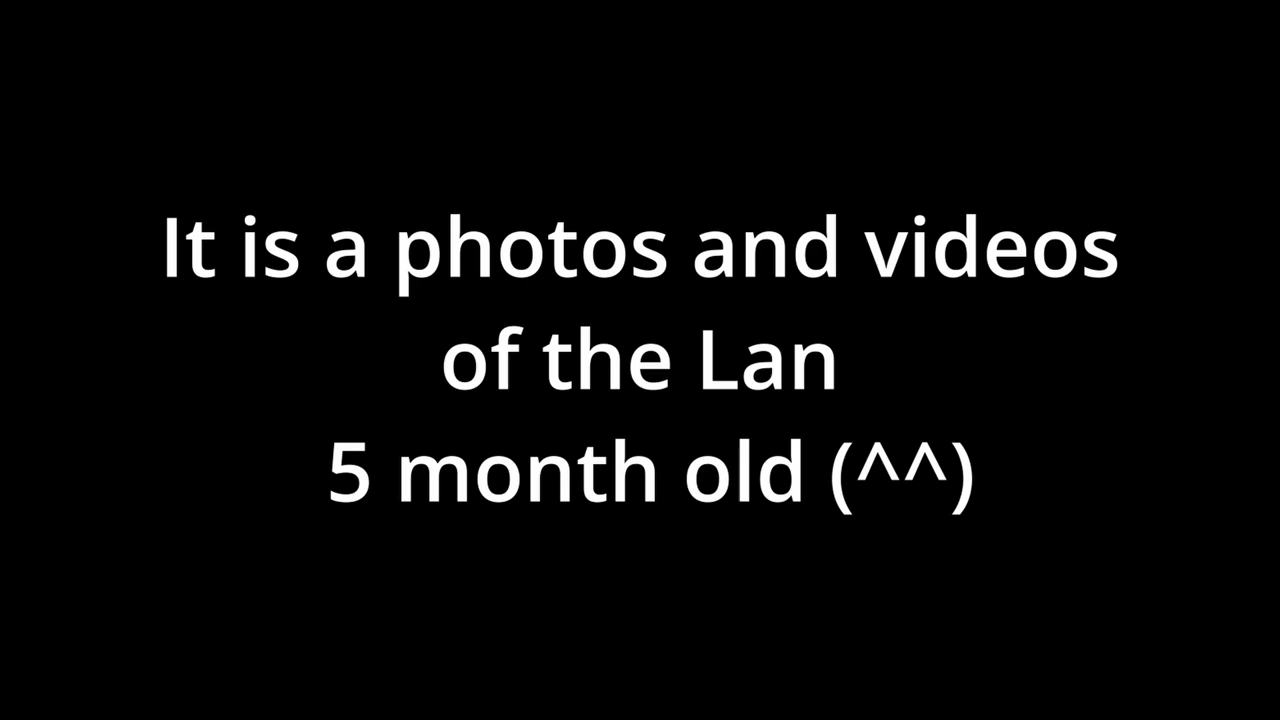 It is a photos and videos
of the Lan
5 month old (^^)